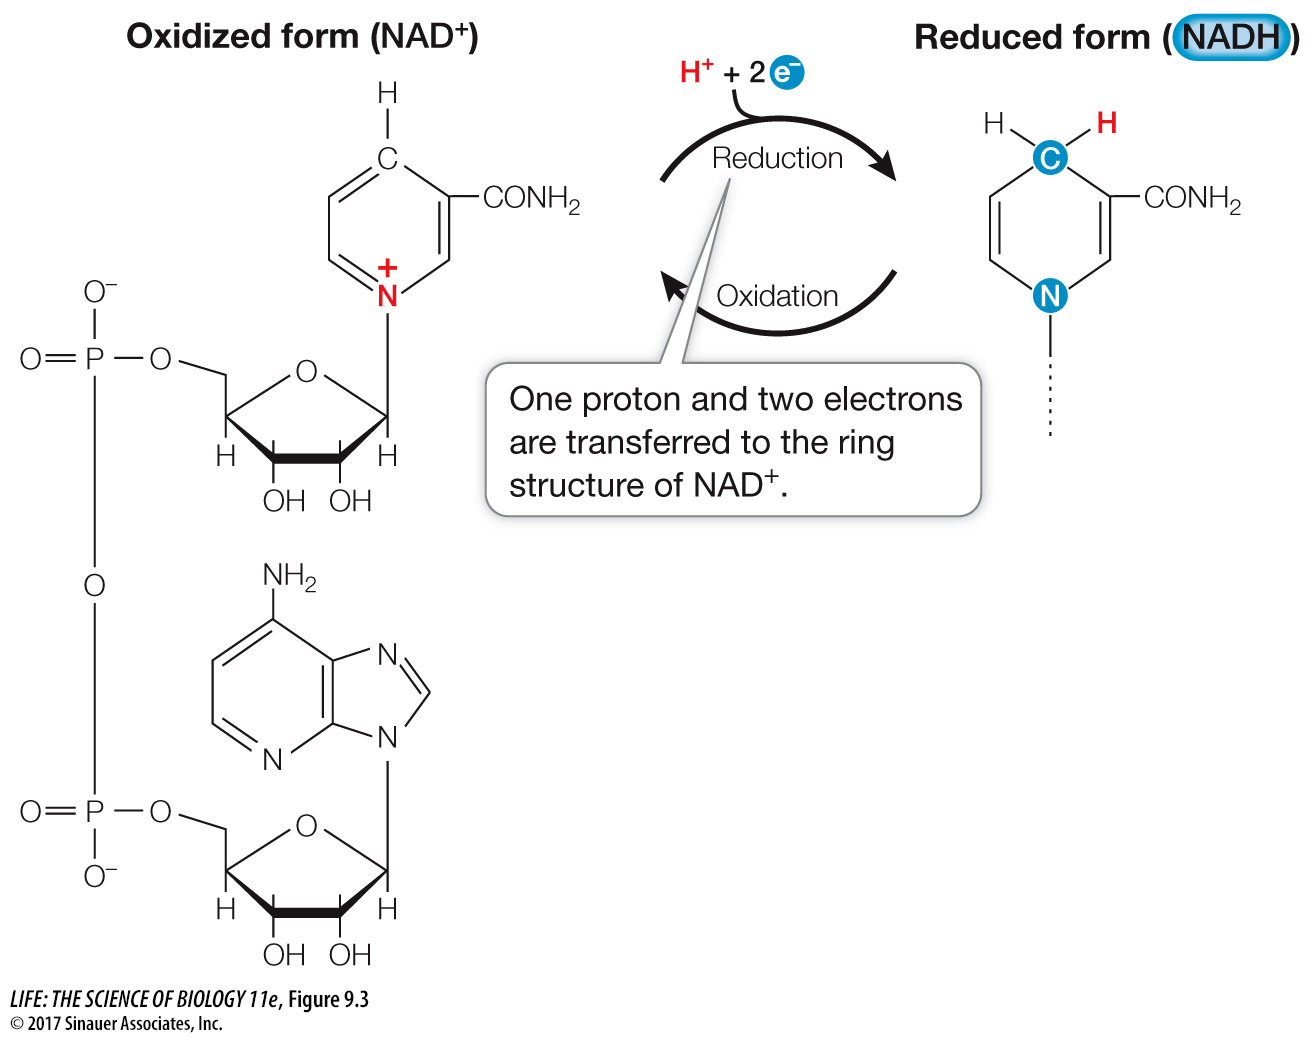 Oxidized form (NAD⁺)
Reduced form (NADH)
H⁺ + 2 e⁻
Reduction
Oxidation
One proton and two electrons
are transferred to the ring
structure of NAD⁺.
H
C
CONH₂
+
N
O⁻
O
P
O
O
H
H
OH
OH
O
NH₂
N
N
N
O
P
O
O
O⁻
H
H
OH
OH
H
H
C
CONH₂
N
LIFE: THE SCIENCE OF BIOLOGY 11e, Figure 9.3
© 2017 Sinauer Associates, Inc.